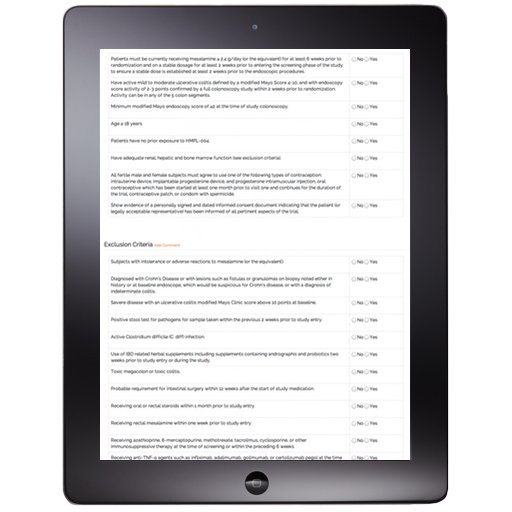 Patients must be currently receiving mesalamine ≥ 2.4 g/day (or the equivalent) for at least 6 weeks prior to
randomization and on a stable dosage for at least 2 weeks prior to entering the screening phase of the study
to ensure a stable dose is established at least 2 weeks prior to the endoscopic procedures.
No Yes
Have active mild to moderate ulcerative colitis defined by a modified Mayo Score 4-10, and with endoscopy
score activity of 2-3 points confirmed by a full colonoscopy study within 2 weeks prior to randomization.
Activity can be in any of the 5 colon segments.
No Yes
Minimum modified Mayo endoscopy score of at the time of study colonoscopy.
No Yes
Age ≥ 18 years.
No Yes
Patients have no prior exposure to HMPL-004.
No Yes
Have adequate renal, hepatic and bone marrow function (see exclusion criteria).
No Yes
All fertile male and female subjects must agree to use one of the following types of contraception:
intrauterine device, implantable progesterone device, and progesterone intramuscular injection, oral
contraceptive which has been started at least one month prior to visit one and continues for the duration of
the trial, contraceptive patch, or condom with spermicide.
No Yes
Show evidence of a personally signed and dated informed consent document indicating that the patient (or
legally acceptable representative) has been informed of all pertinent aspects of the trial.
No Yes
Exclusion Criteria Add Comment
Subjects with intolerance or adverse reactions to mesalamine (or the equivalent).
No Yes
Diagnosed with Crohn's Disease or with lesions such as fistulas or granulomas on biopsy noted either in
history or at baseline endoscope, which would be suspicious for Crohn's disease, or with a diagnosis of
indeterminate colitis.
No Yes
Severe disease with an ulcerative colitis modified Mayo Clinic score above 10 points at baseline.
No Yes
Positive stool test for pathogens for sample taken within the previous 2 weeks prior to study entry.
No Yes
Active Clostridium difficile (C. diff) infection.
No Yes
Use of IBD related herbal supplements including supplements containing andrographis and probiotics two
weeks prior to study entry or during the study.
No Yes
Toxic megacolon or toxic colitis.
No Yes
Probable requirement for intestinal surgery within 12 weeks after the start of study medication.
No Yes
Receiving oral or rectal steroids within 1 month prior to study entry.
No Yes
Receiving rectal mesalamine within one week prior to study entry
No Yes
Receiving azathioprine, 6-mercaptopurine, methotrexate, tacrolimus, cyclosporine, or other
immunosuppressive therapy at the time of screening or within the preceding 6 weeks.
No Yes
Receiving anti-TNF-α agents such as infliximab, adalimumab, golimumab, or certolizumab pegol at the time
No Yes